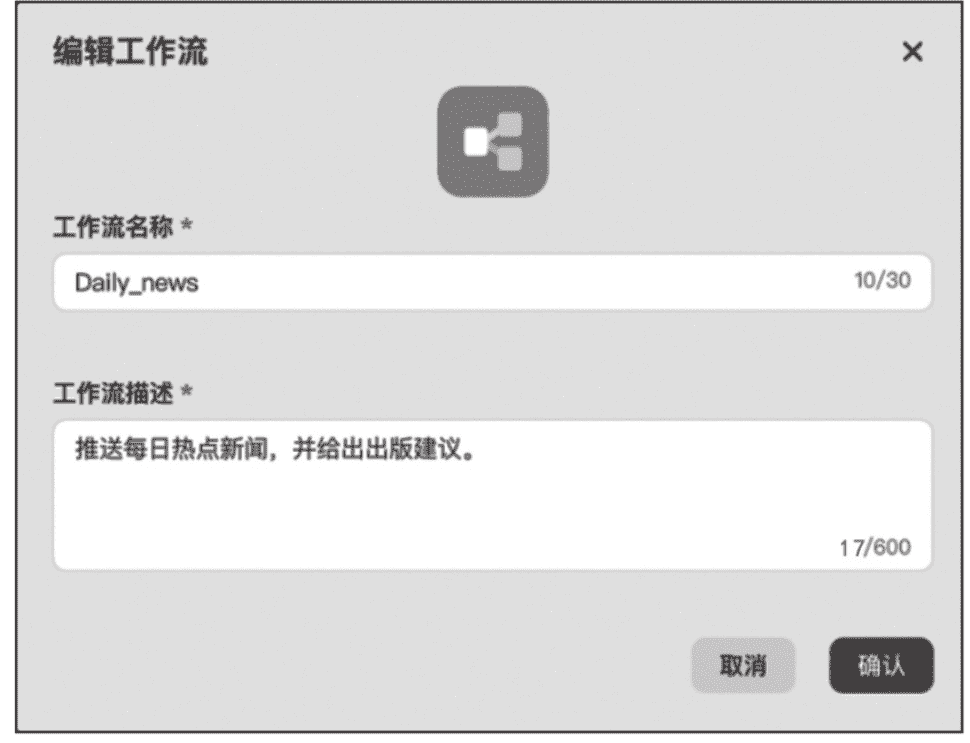 编辑工作流
工作流名称 *
Daily_news 10/30
工作流描述 *
推送每日热点新闻，并给出出版建议。
17/600
取消 确认